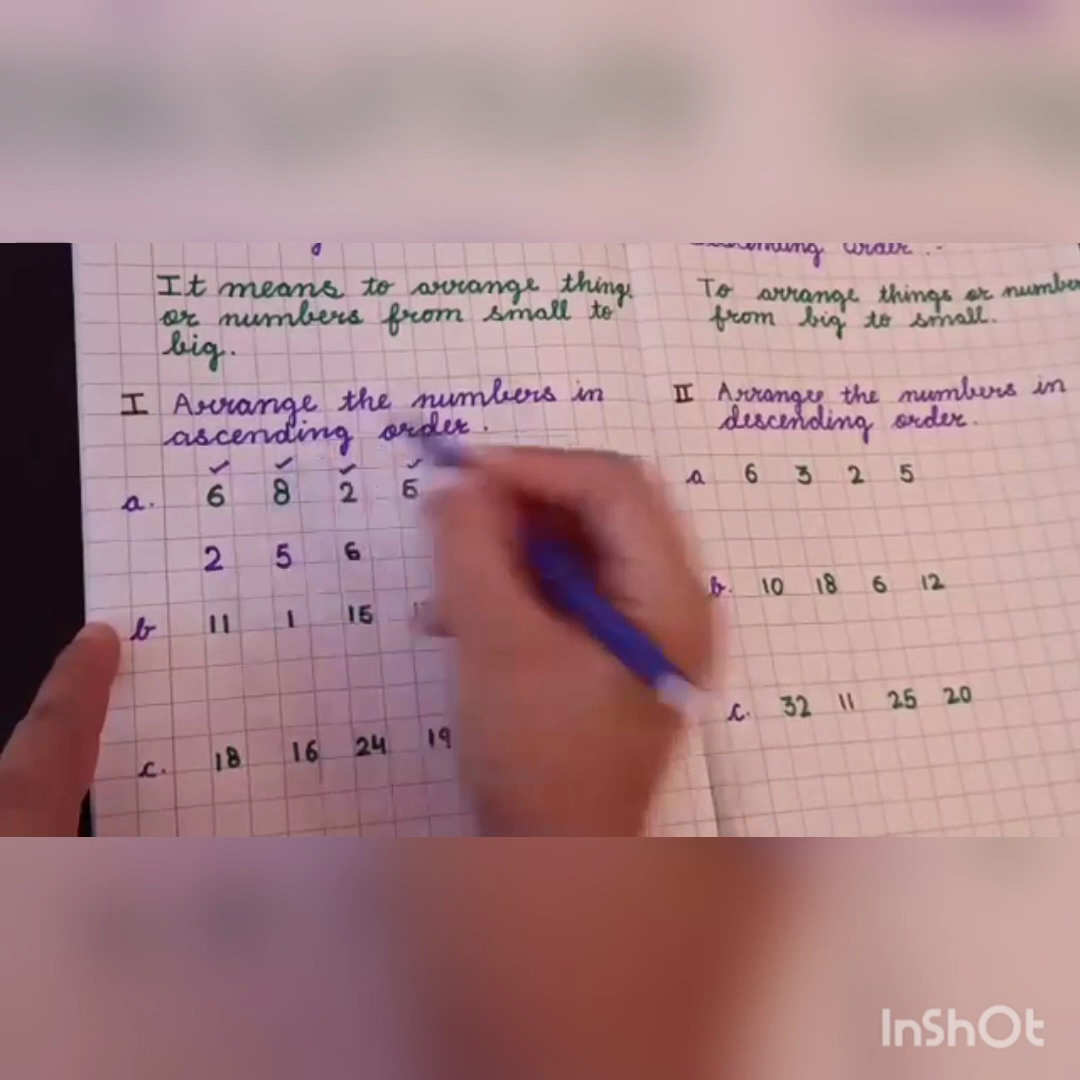 order.
It means to arrange things
or numbers from small to
big.
I Arrange the numbers in
ascending order.
a. 6 8 2 5
2 5 6
b 11 1 15
c. 18 16 24 19
To arrange things or number
from big to small.
II Arrangee the numbers in
descending order.
a 6 3 2 5
b. 10 18 6 12
c. 32 11 25 20
InShOt